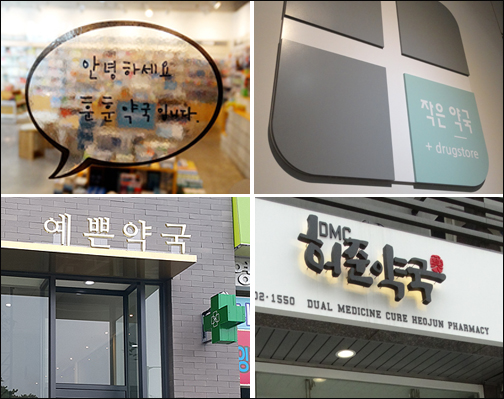 안녕하세요
훈훈약국입니다.
작은 약국
+ drugstore
예쁜약국
DMC
허준약국
02·1550 DUAL MEDICINE CURE HEOJUN PHARMACY